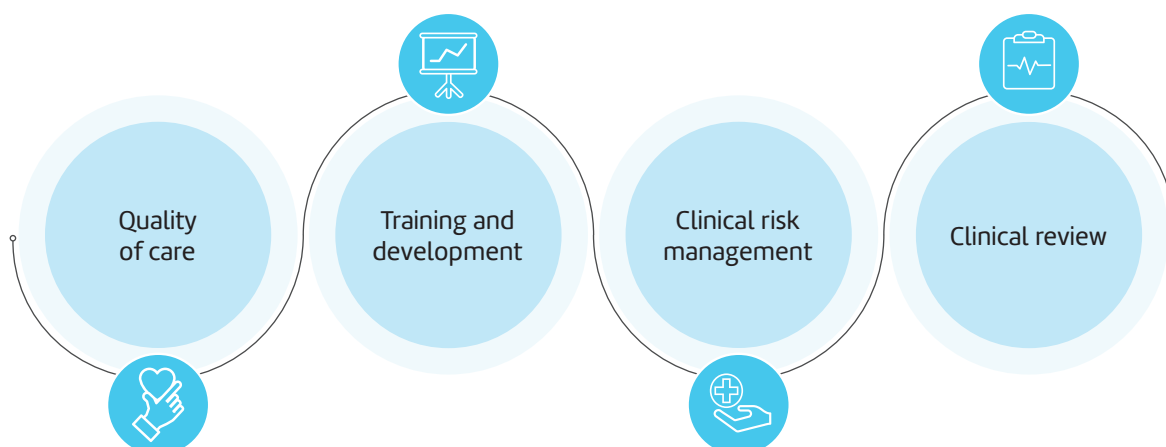 Quality
of care
Training and
development
Clinical risk
management
Clinical review